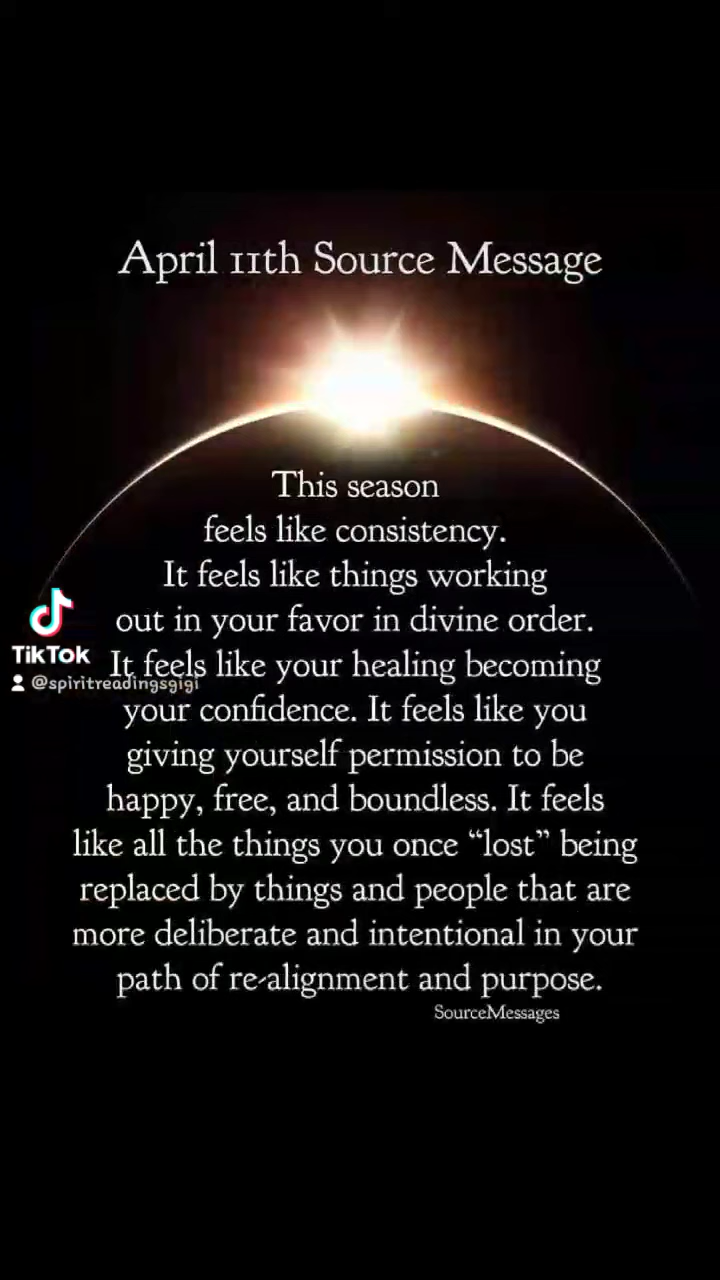 April 11th Source Message
This season
feels like consistency.
It feels like things working
out in your favor in divine order.
TikTok
It feels like your healing becoming
@spiritreadingsgigi
your confidence. It feels like you
giving yourself permission to be
happy, free, and boundless. It feels
like all the things you once “lost” being
replaced by things and people that are
more deliberate and intentional in your
path of re-alignment and purpose.
SourceMessages